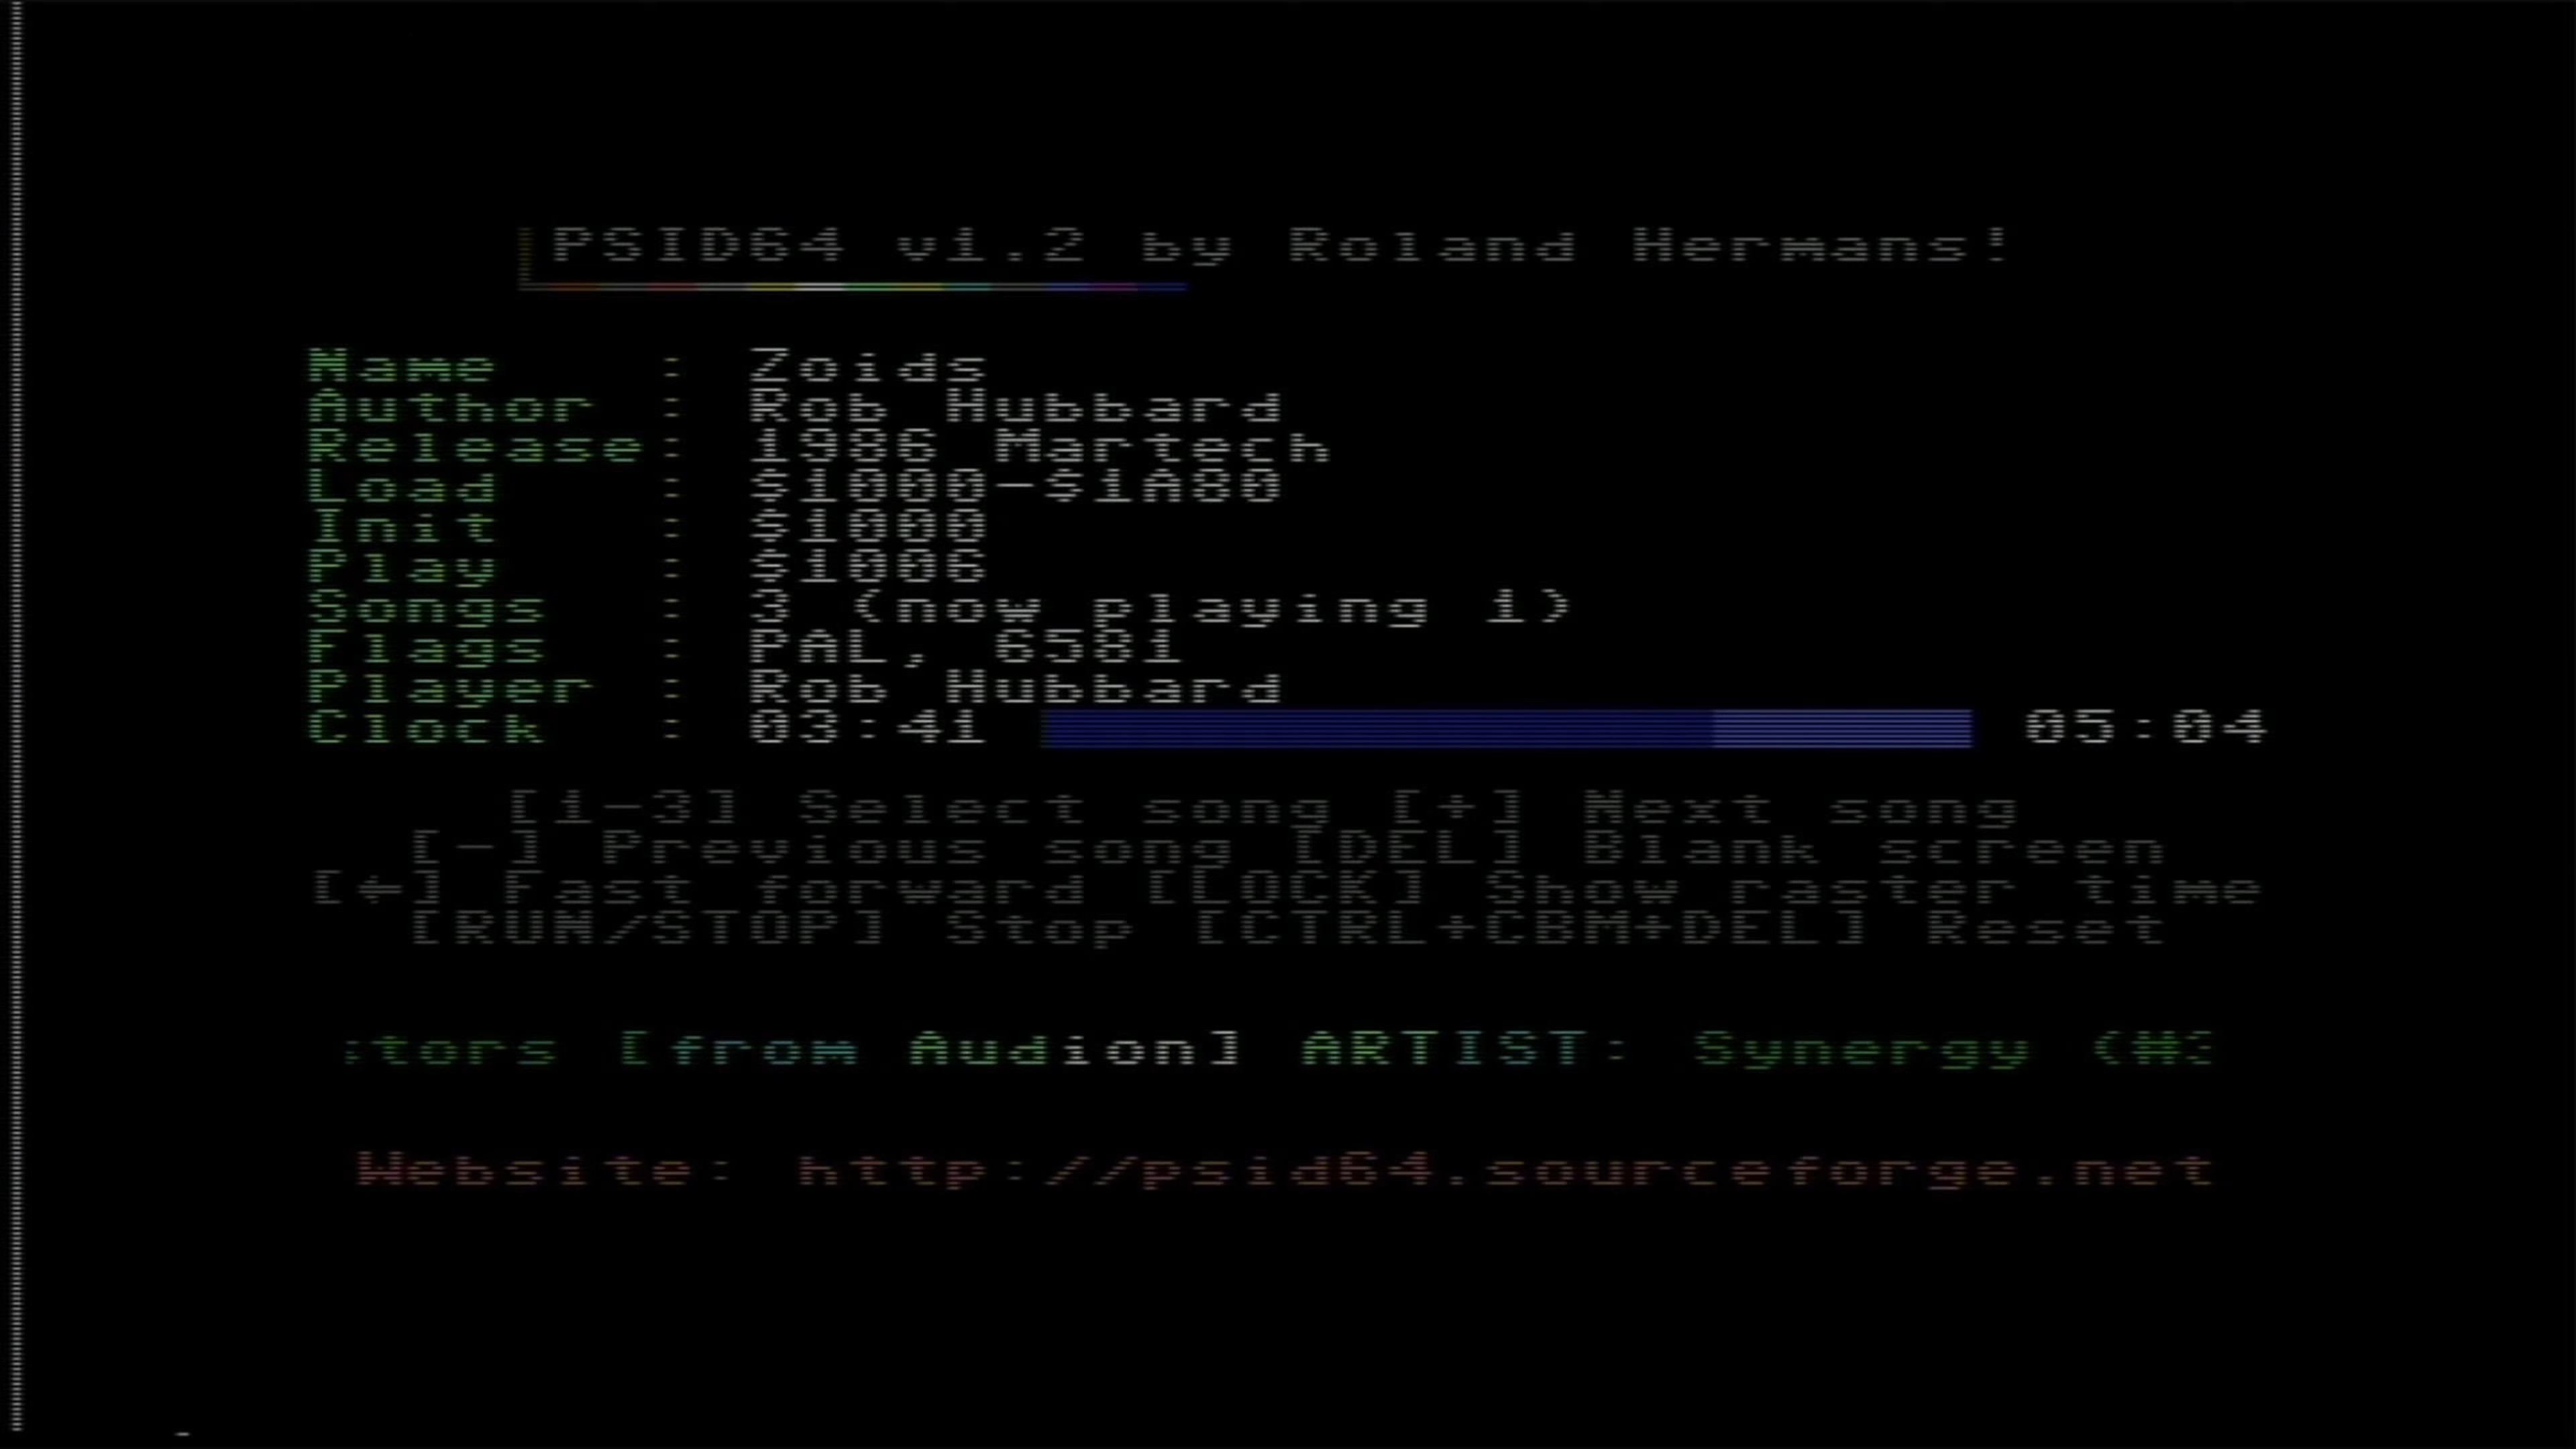 PSID64 v1.2 by Roland Hermans!
Name : Zoids
Author : Rob Hubbard
Release : 1986 Martech
Load : $1000-$1A80
Init : $1000
Play : $1006
Songs : 3 (now playing 1)
Flags : PAL, 6581
Player : Rob Hubbard
Clock : 03:41 05:04
[1-3] Select song [+] Next song
[-] Previous song [DEL] Blank screen
[←] Fast forward [LOCK] Show raster time
[RUN/STOP] Stop [CTRL+CBM+DEL] Reset
tors [from Audion] ARTIST: Synergy (#3
Website: http://psid64.sourceforge.net